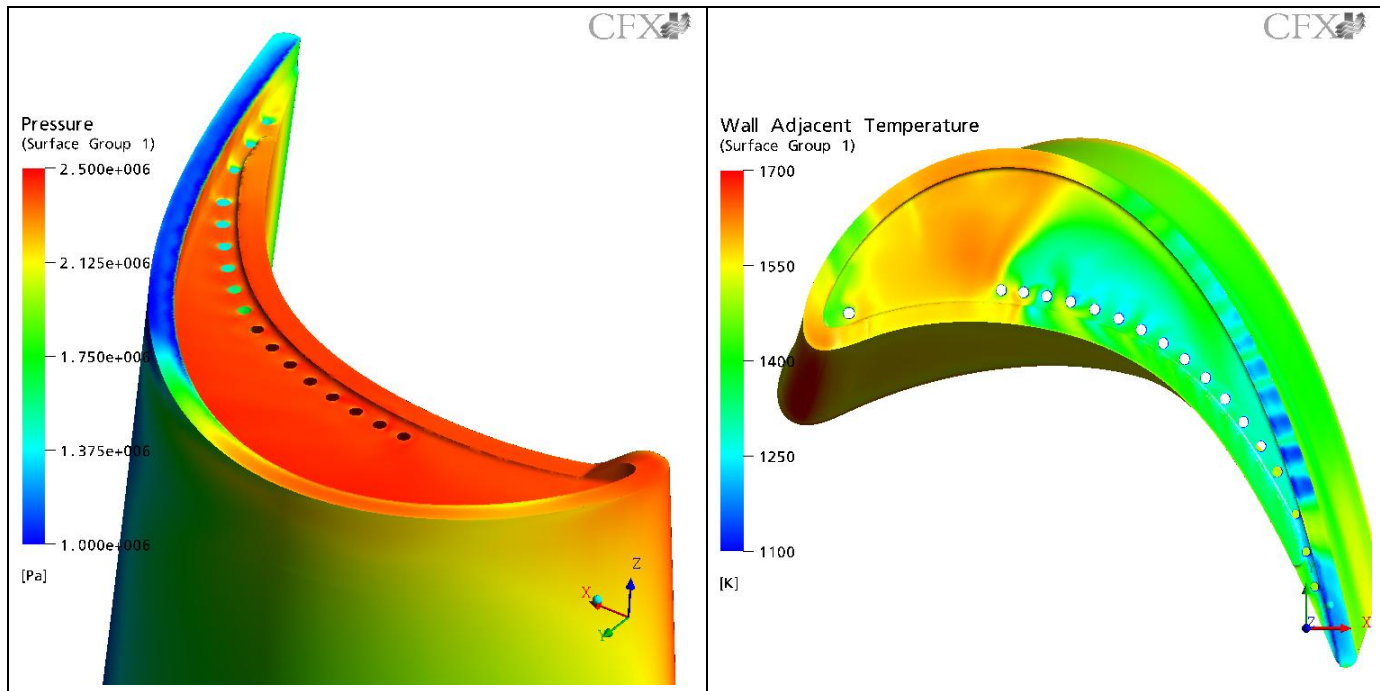 CFX
Pressure
(Surface Group 1)
2.500e+006
2.125e+006
1.750e+006
1.375e+006
1.000e+006
[Pa]
Z
X
Y
CFX
Wall Adjacent Temperature
(Surface Group 1)
1700
1550
1400
1250
1100
[K]
Y
Z
X